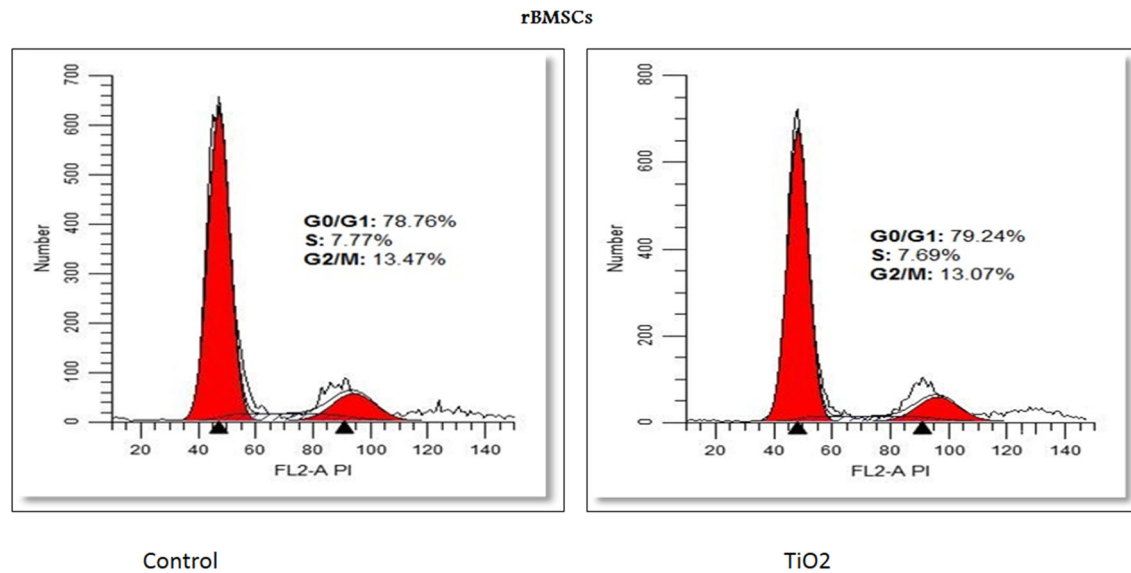 rBMSCs
700
600
500
400
300
200
100
0
Number
G0/G1: 78.76%
S: 7.77%
G2/M: 13.47%
20 40 60 80 100 120 140
FL2-A PI
Control
800
600
400
200
0
Number
G0/G1: 79.24%
S: 7.69%
G2/M: 13.07%
20 40 60 80 100 120 140
FL2-A PI
TiO2